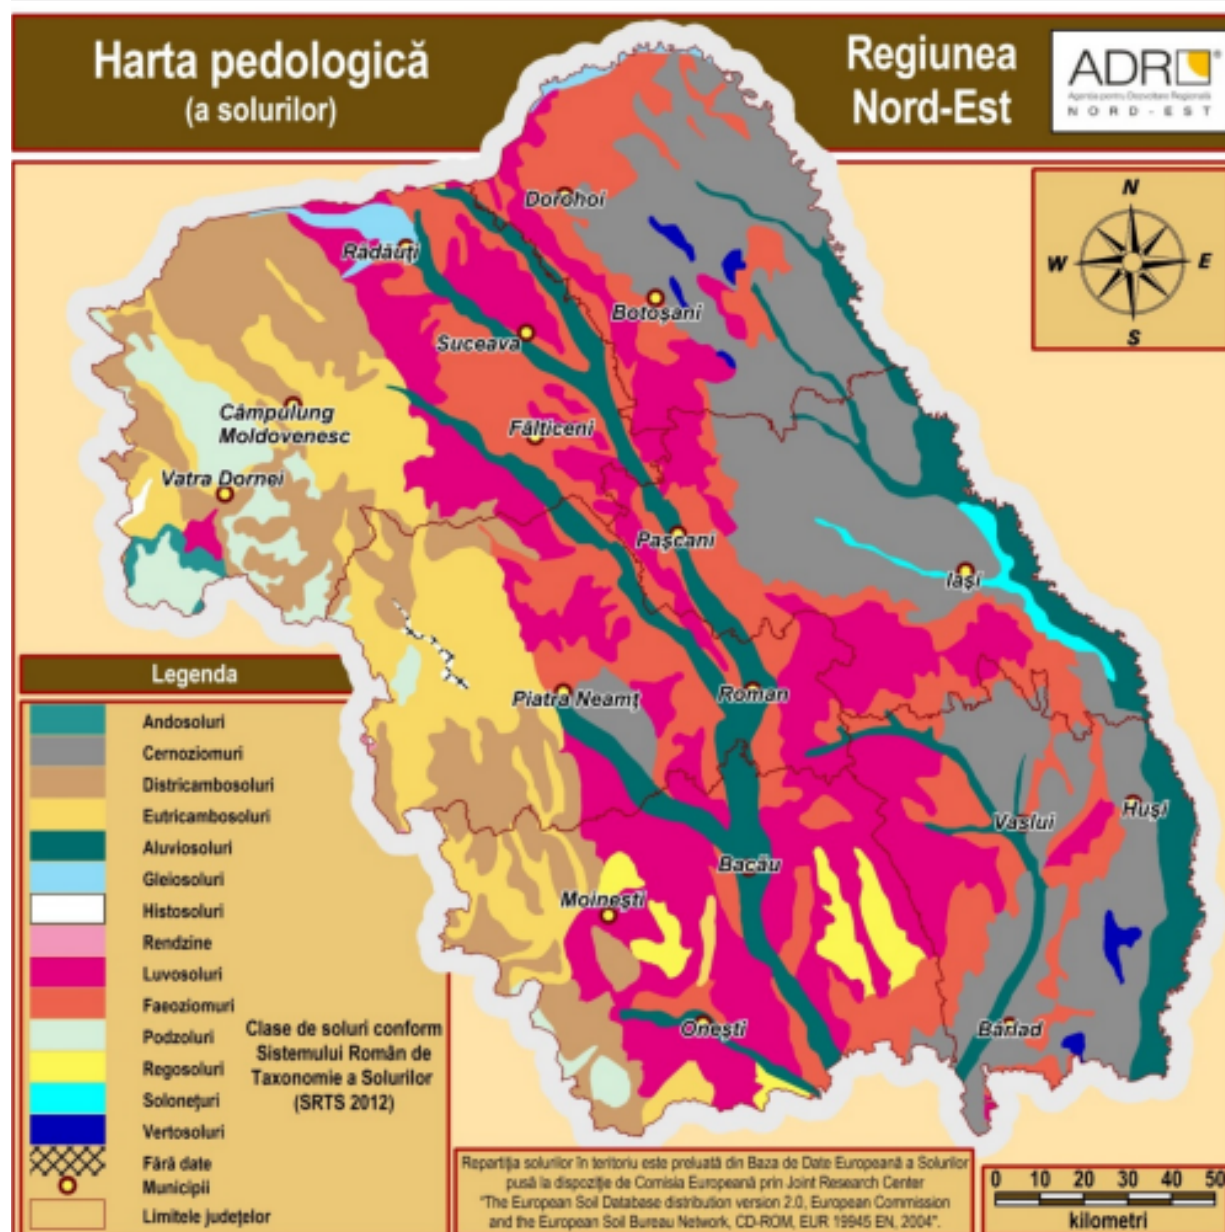 Harta pedologică
(a solurilor)
Regiunea
Nord-Est
ADR
Agenția pentru Dezvoltare Regională
NORD-EST
N
W
E
S
Dorohoi
Rădăuți
Botoșani
Suceava
Câmpulung
Moldovenesc
Fălticeni
Vatra Dornei
Pașcani
Iași
Piatra Neamț
Roman
Vaslui
Huși
Bacău
Moinești
Onești
Bârlad
Legenda
Andosoluri
Cernoziomuri
Districambosoluri
Eutricambosoluri
Aluviosoluri
Gleiosoluri
Histosoluri
Rendzine
Luvosoluri
Faeoziomuri
Podzoluri
Regosoluri
Solonețuri
Vertosoluri
Fără date
Municipii
Limitele județelor
Clase de soluri conform
Sistemului Român de
Taxonomie a Solurilor
(SRTS 2012)
Repartiția solurilor în teritoriu este preluată din Baza de Date Europeană a Solurilor
pusă la dispoziție de Comisia Europeană prin Joint Research Center
"The European Soil Database distribution version 2.0, European Commission
and the European Soil Bureau Network, CD-ROM, EUR 19945 EN, 2004".
0 10 20 30 40 50
kilometri